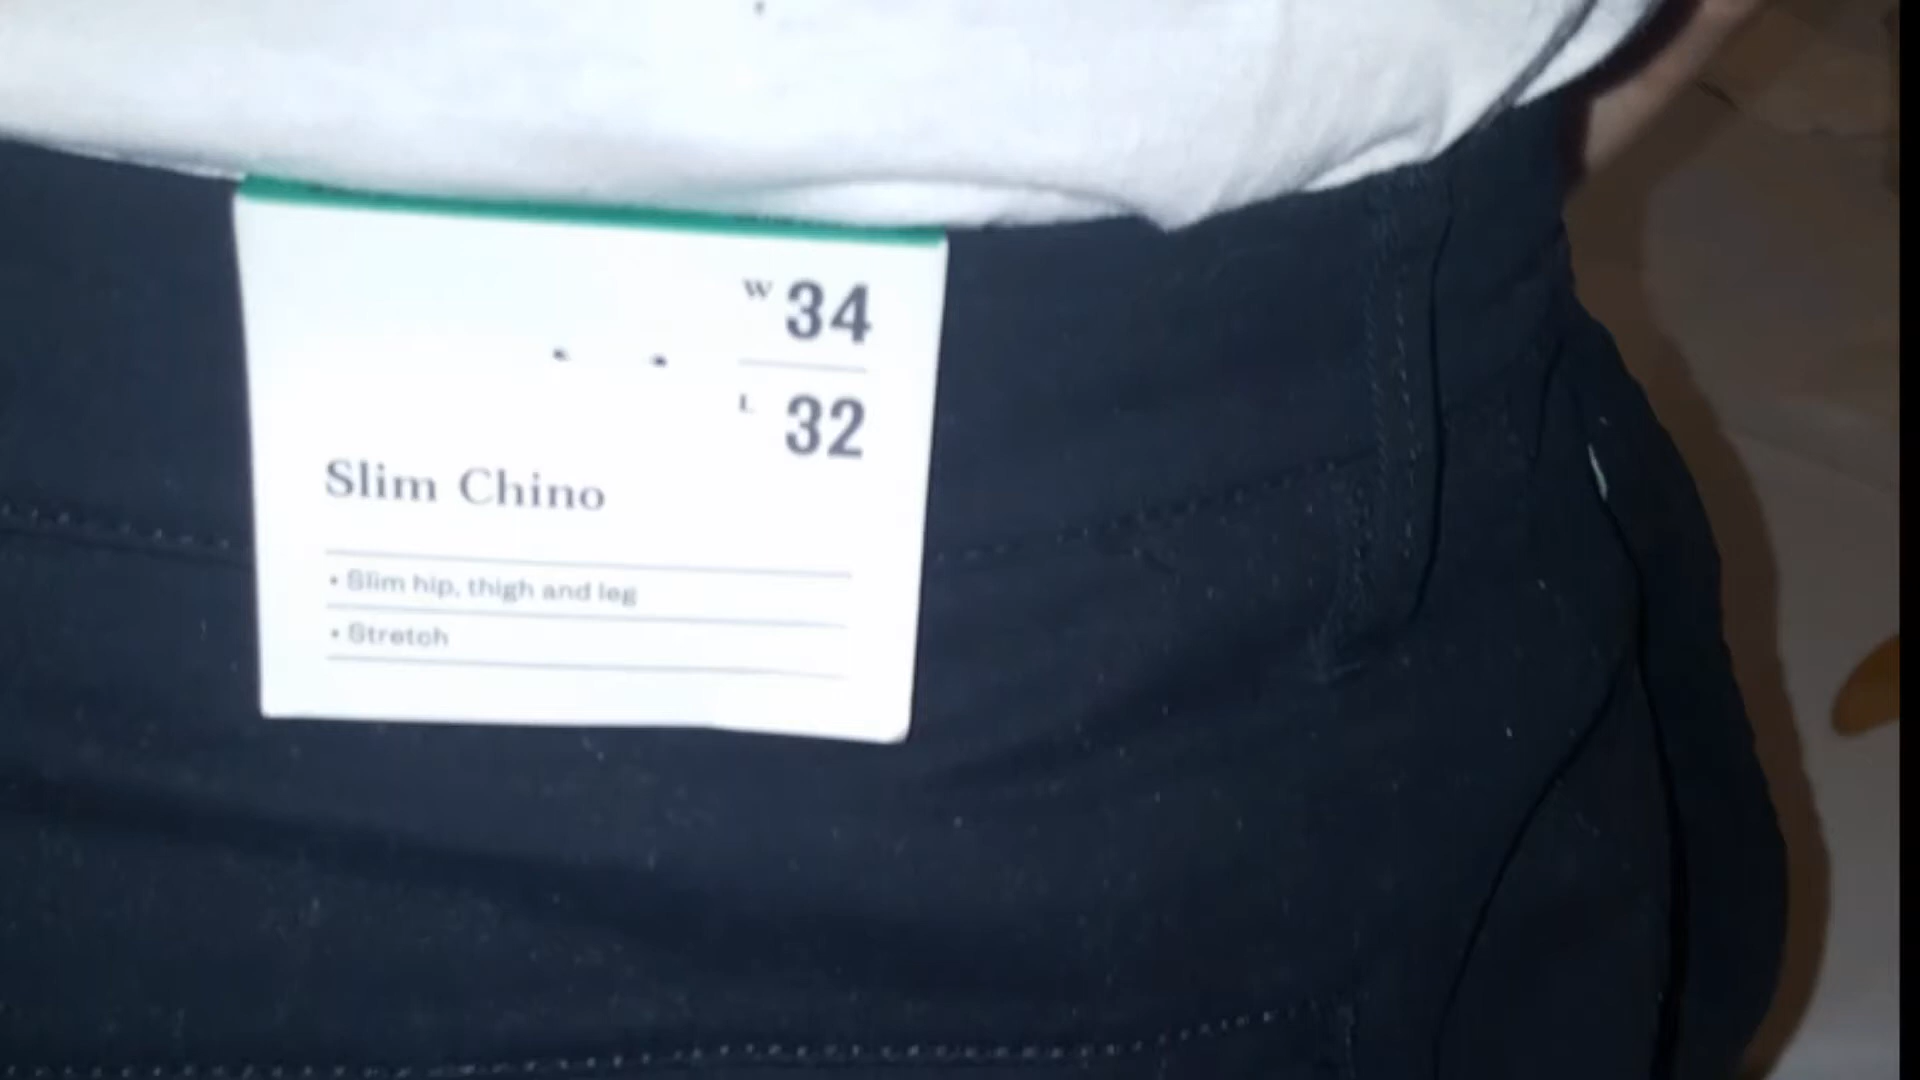 W 34
L 32
Slim Chino
• Slim hip, thigh and leg
• Stretch